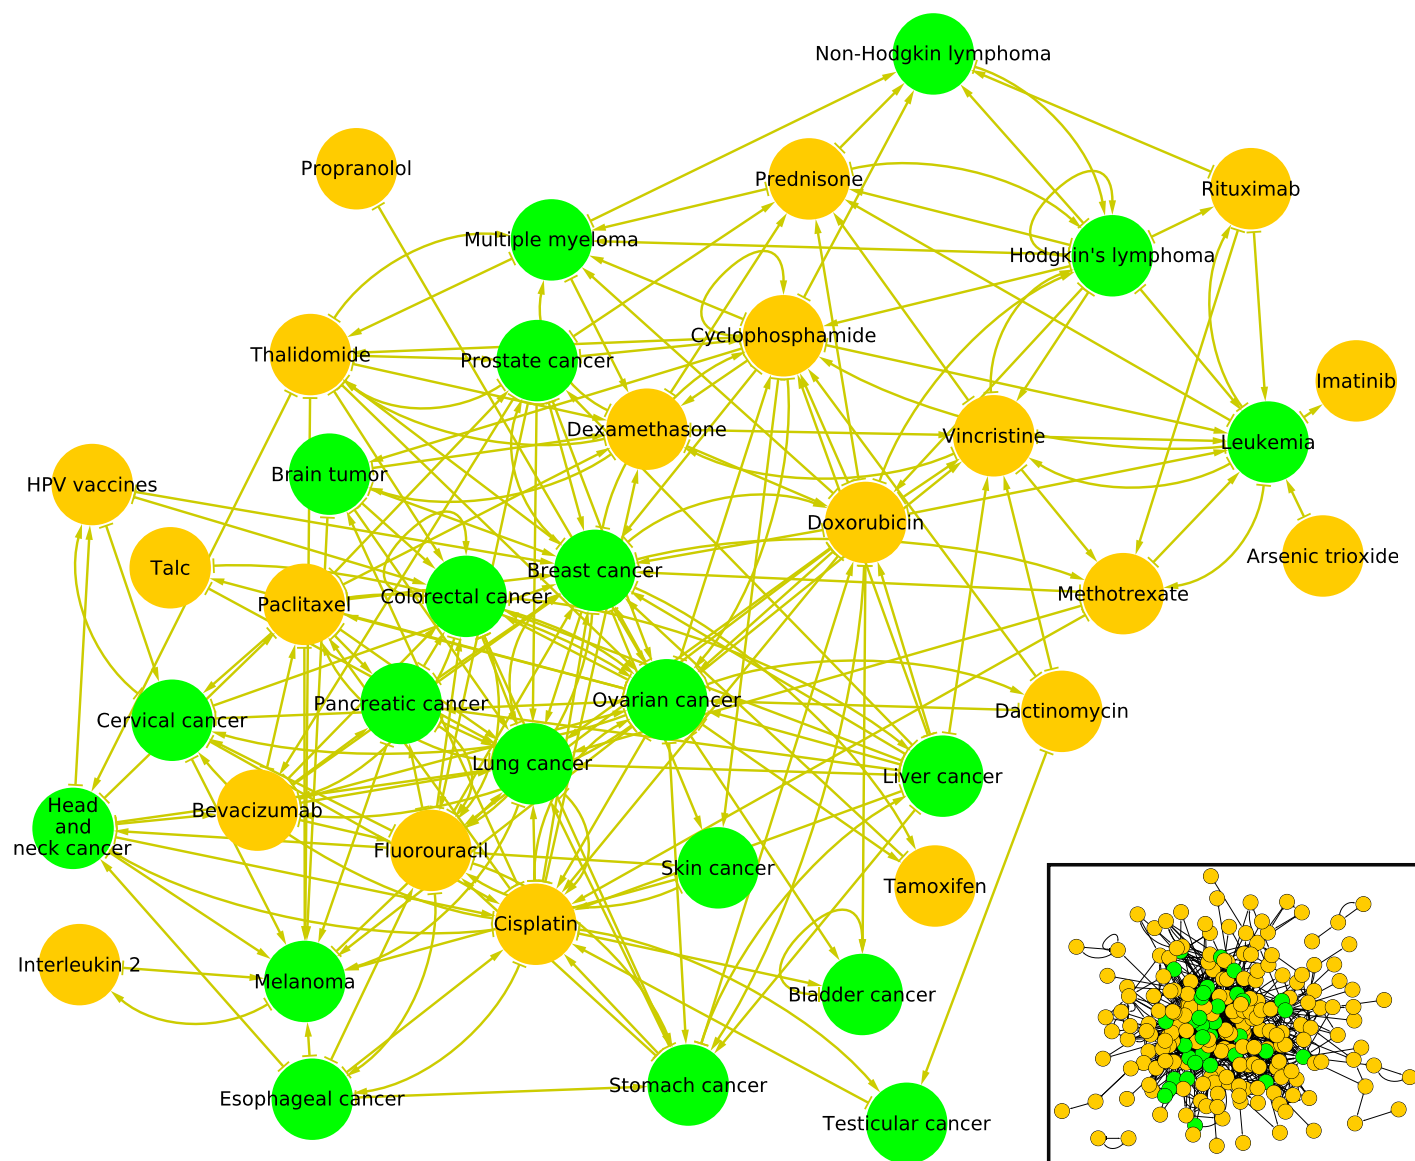 Non-Hodgkin lymphoma
Propranolol
Prednisone
Rituximab
Multiple myeloma
Hodgkin's lymphoma
Cyclophosphamide
Thalidomide
Prostate cancer
Imatinib
Dexamethasone
Vincristine
Leukemia
Brain tumor
HPV vaccines
Doxorubicin
Arsenic trioxide
Talc
Breast cancer
Colorectal cancer
Paclitaxel
Methotrexate
Pancreatic cancer
Ovarian cancer
Dactinomycin
Cervical cancer
Lung cancer
Liver cancer
Head
and
neck cancer
Bevacizumab
Fluorouracil
Skin cancer
Tamoxifen
Cisplatin
Interleukin 2
Melanoma
Bladder cancer
Stomach cancer
Esophageal cancer
Testicular cancer